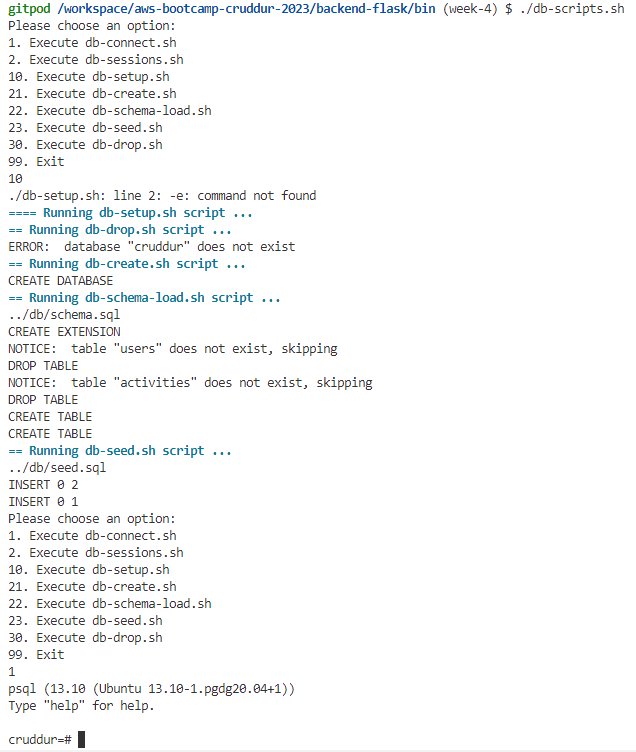 gitpod /workspace/aws-bootcamp-cruddur-2023/backend-flask/bin (week-4) $ ./db-scripts.sh
Please choose an option:
1. Execute db-connect.sh
2. Execute db-sessions.sh
10. Execute db-setup.sh
21. Execute db-create.sh
22. Execute db-schema-load.sh
23. Execute db-seed.sh
30. Execute db-drop.sh
99. Exit
10
./db-setup.sh: line 2: -e: command not found
==== Running db-setup.sh script ...
== Running db-drop.sh script ...
ERROR:  database "cruddur" does not exist
== Running db-create.sh script ...
CREATE DATABASE
== Running db-schema-load.sh script ...
../db/schema.sql
CREATE EXTENSION
NOTICE:  table "users" does not exist, skipping
DROP TABLE
NOTICE:  table "activities" does not exist, skipping
DROP TABLE
CREATE TABLE
CREATE TABLE
== Running db-seed.sh script ...
../db/seed.sql
INSERT 0 2
INSERT 0 1
Please choose an option:
1. Execute db-connect.sh
2. Execute db-sessions.sh
10. Execute db-setup.sh
21. Execute db-create.sh
22. Execute db-schema-load.sh
23. Execute db-seed.sh
30. Execute db-drop.sh
99. Exit
1
psql (13.10 (Ubuntu 13.10-1.pgdg20.04+1))
Type "help" for help.
cruddur=#